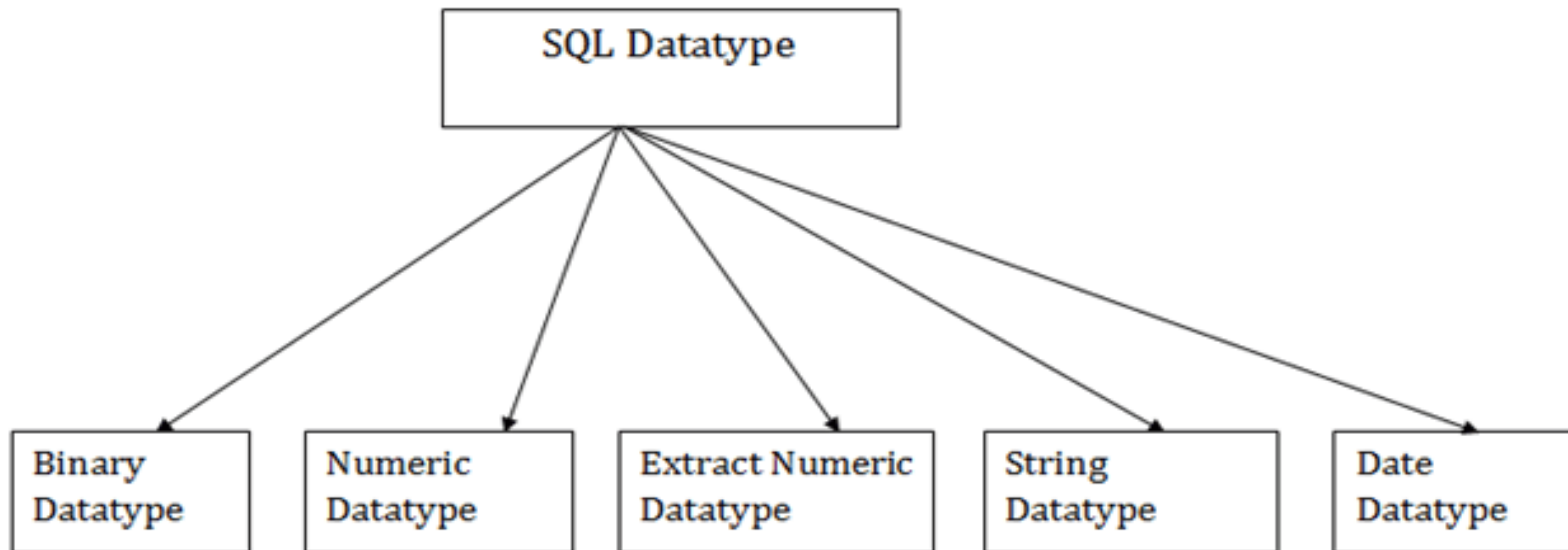 SQL Datatype
Binary
Datatype
Numeric
Datatype
Extract Numeric
Datatype
String
Datatype
Date
Datatype